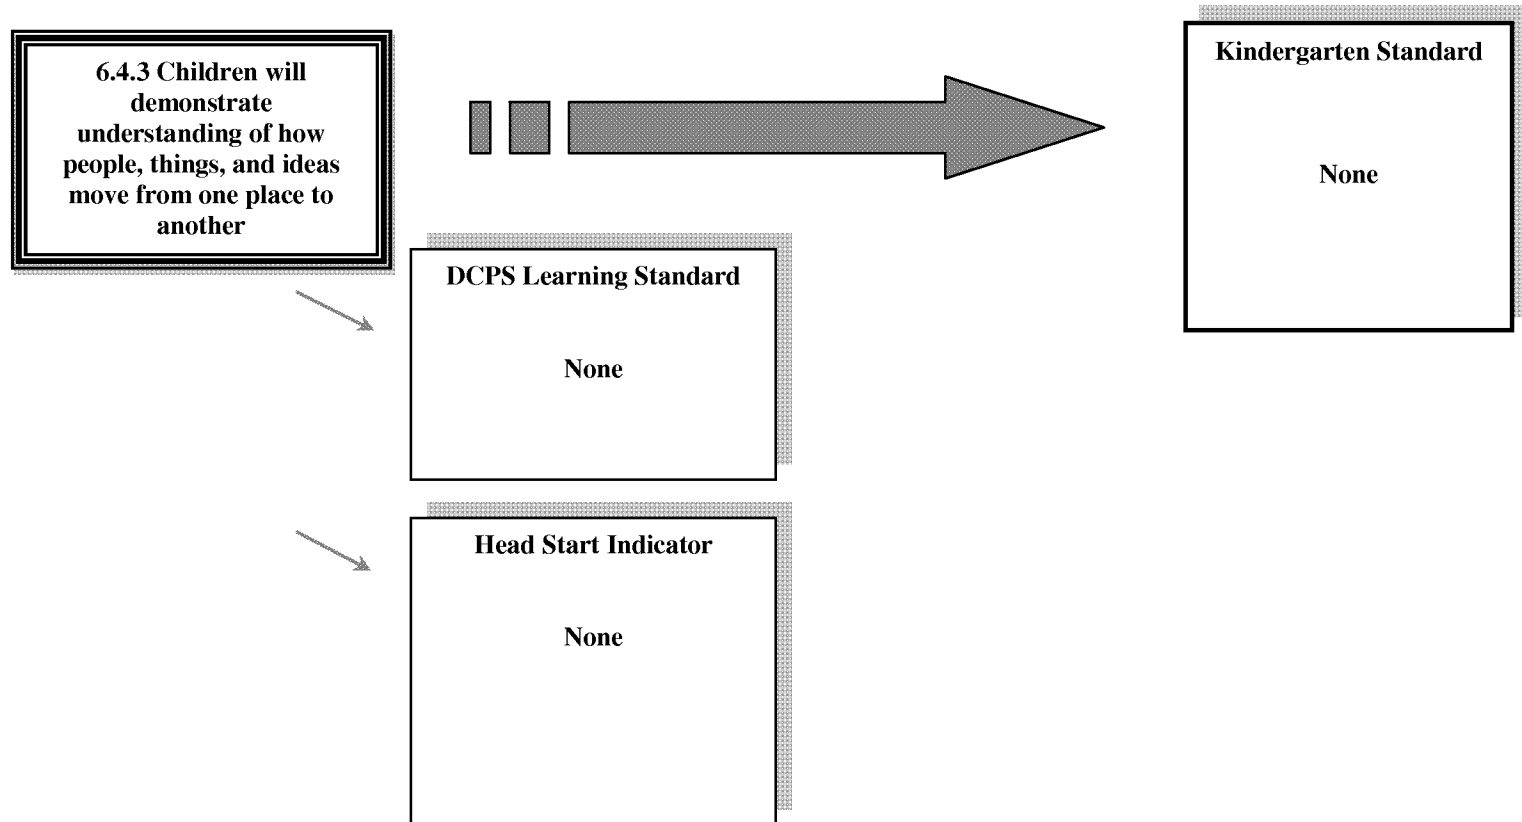 6.4.3 Children will
demonstrate
understanding of how
people, things, and ideas
move from one place to
another
Kindergarten Standard
None
DCPS Learning Standard
None
Head Start Indicator
None